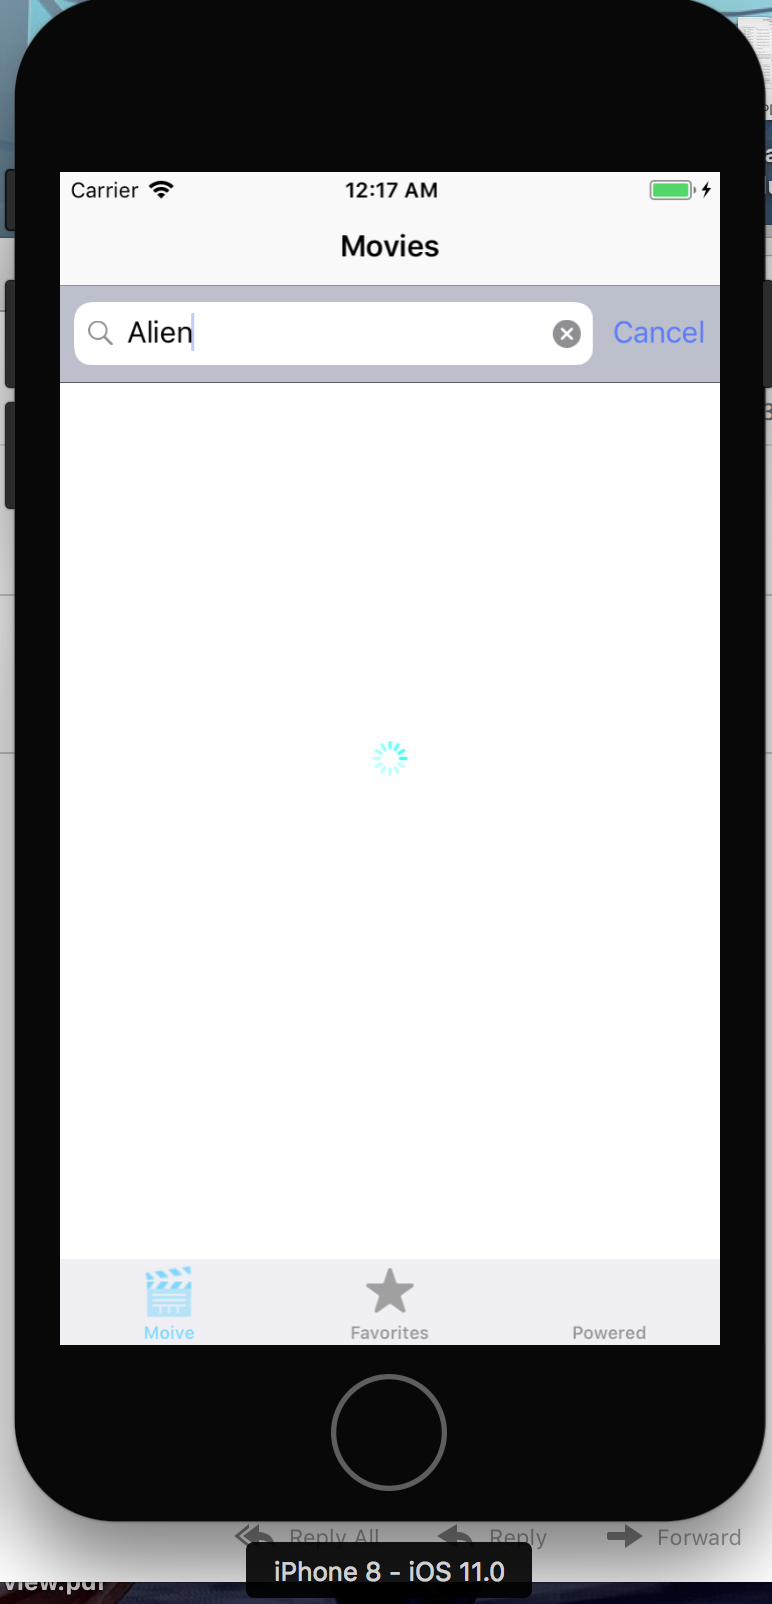 Carrier 12:17 AM
Movies
Alien Cancel
Moive Favorites Powered
Reply All Reply Forward
iPhone 8 - iOS 11.0
view.pdf